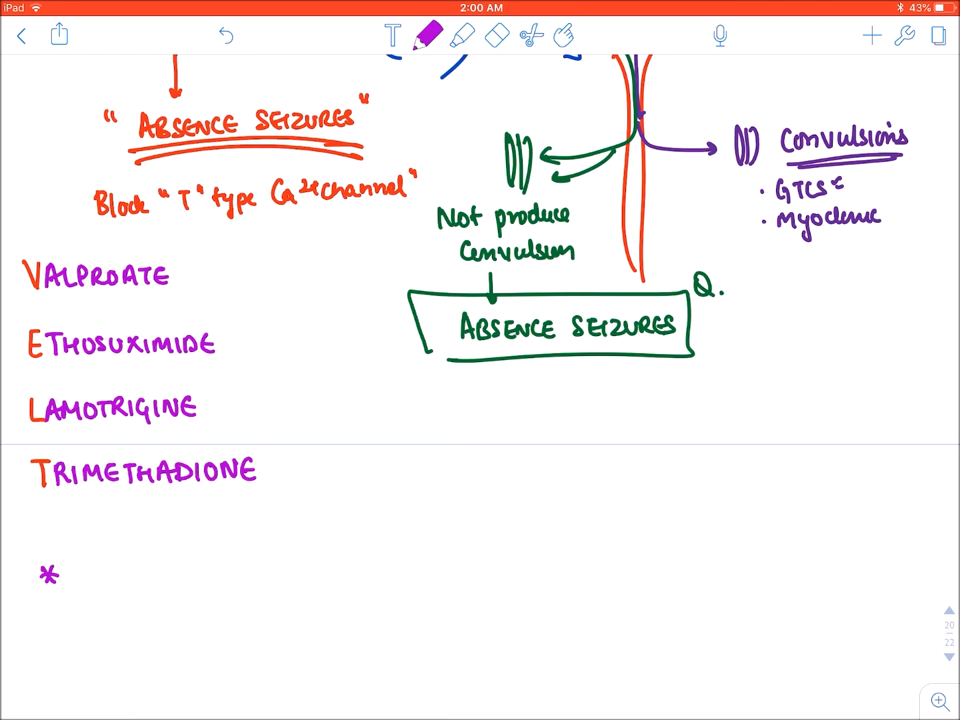 iPad
2:00 AM
43%
T
" ABSENCE SEIZURES "
Block "T" type Ca2+ channel"
VALPROATE
ETHOSUXIMIDE
LAMOTRIGINE
TRIMETHADIONE
*
Not produce
Convulsion
Q.
ABSENCE SEIZURES
Convulsions
· GTCS
· Myoclonic
20
22